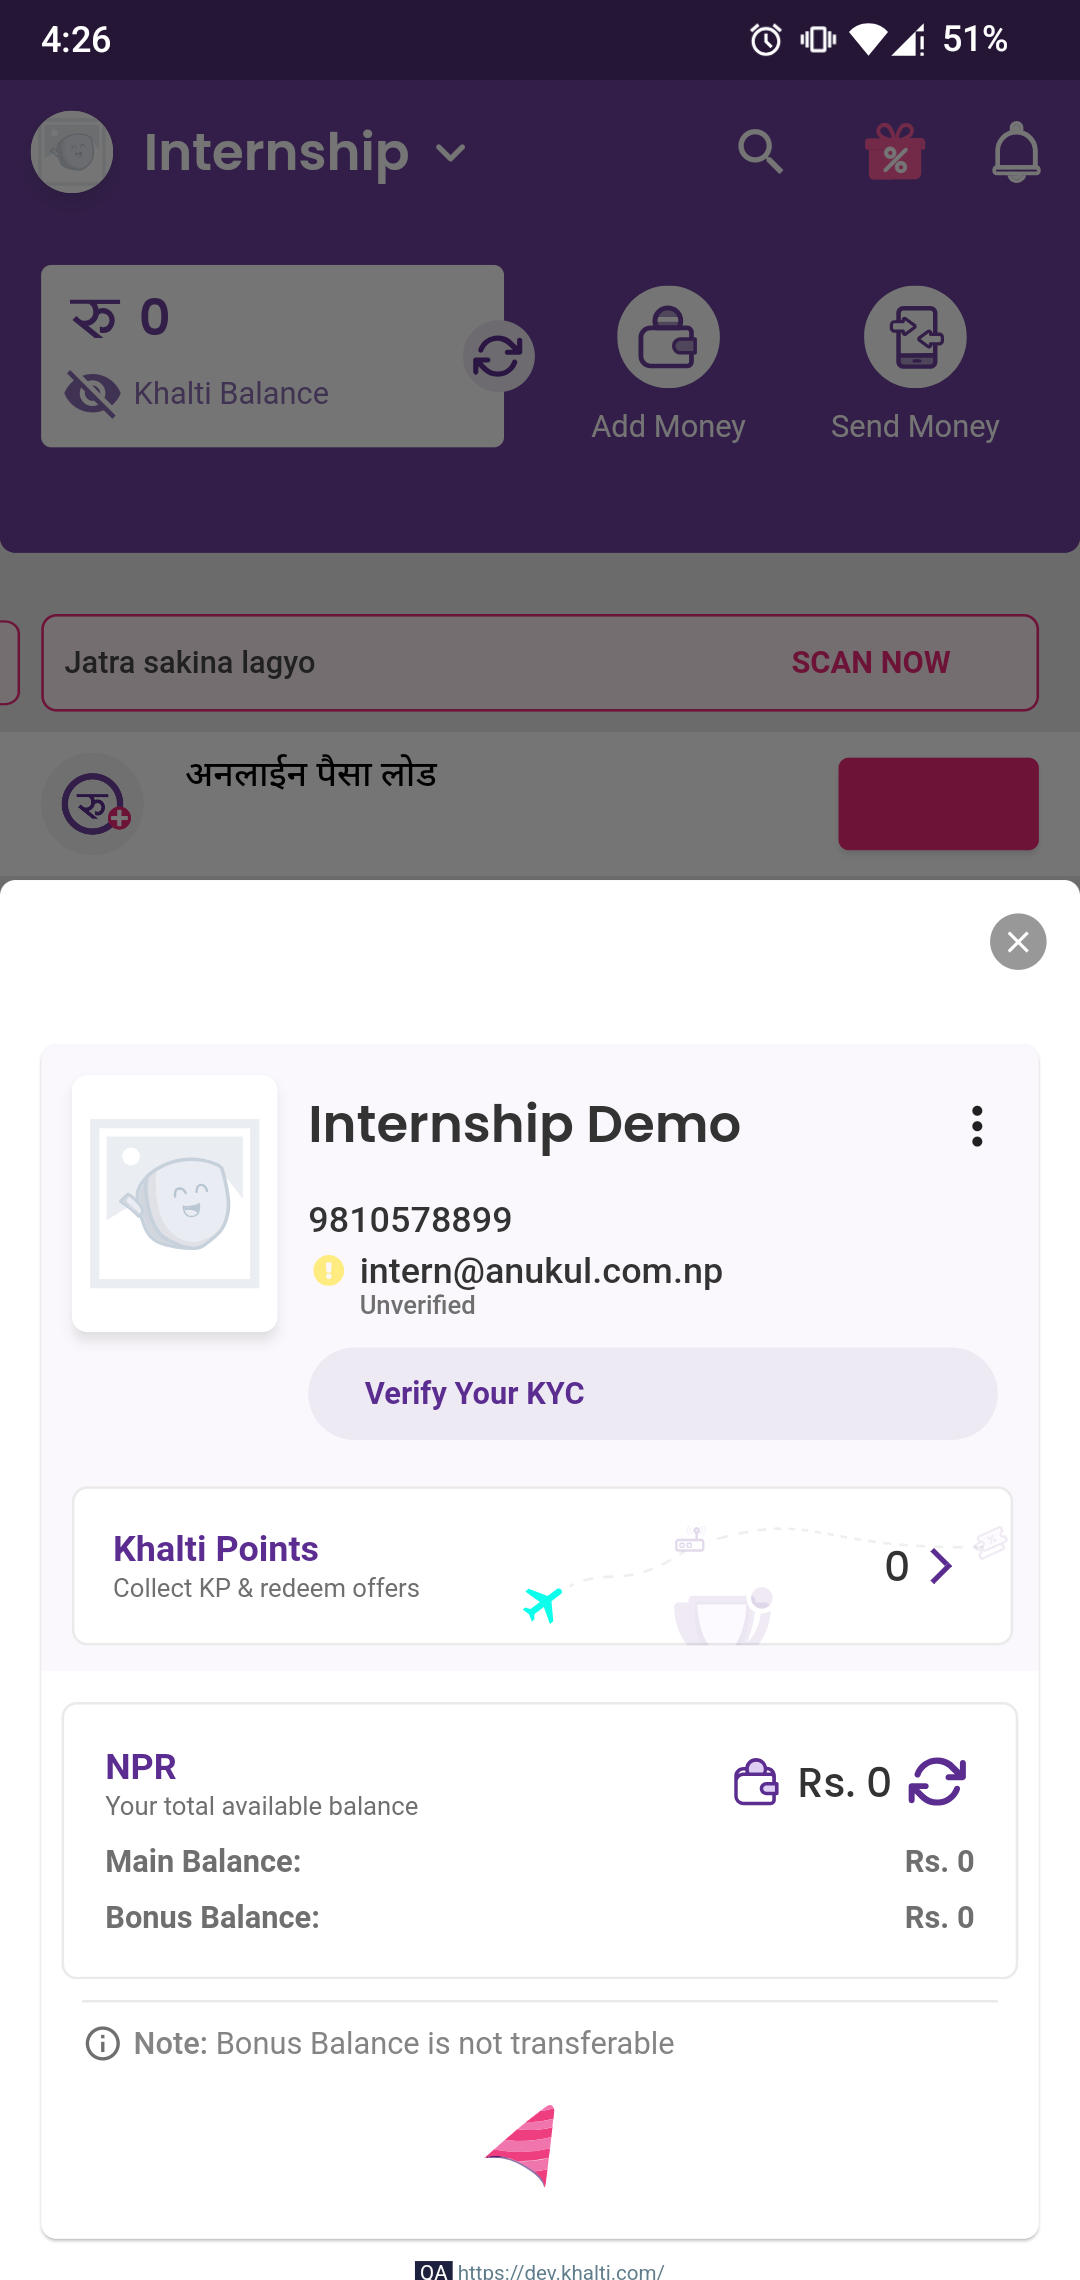 4:26
51%
Internship
रु 0
Khalti Balance
Add Money
Send Money
Jatra sakina lagyo
SCAN NOW
रु
अनलाईन पैसा लोड
Internship Demo
9810578899
intern@anukul.com.np
Unverified
Verify Your KYC
Khalti Points
Collect KP & redeem offers
0
NPR
Your total available balance
Rs. 0
Main Balance:
Rs. 0
Bonus Balance:
Rs. 0
Note: Bonus Balance is not transferable
QA https://dev.khalti.com/